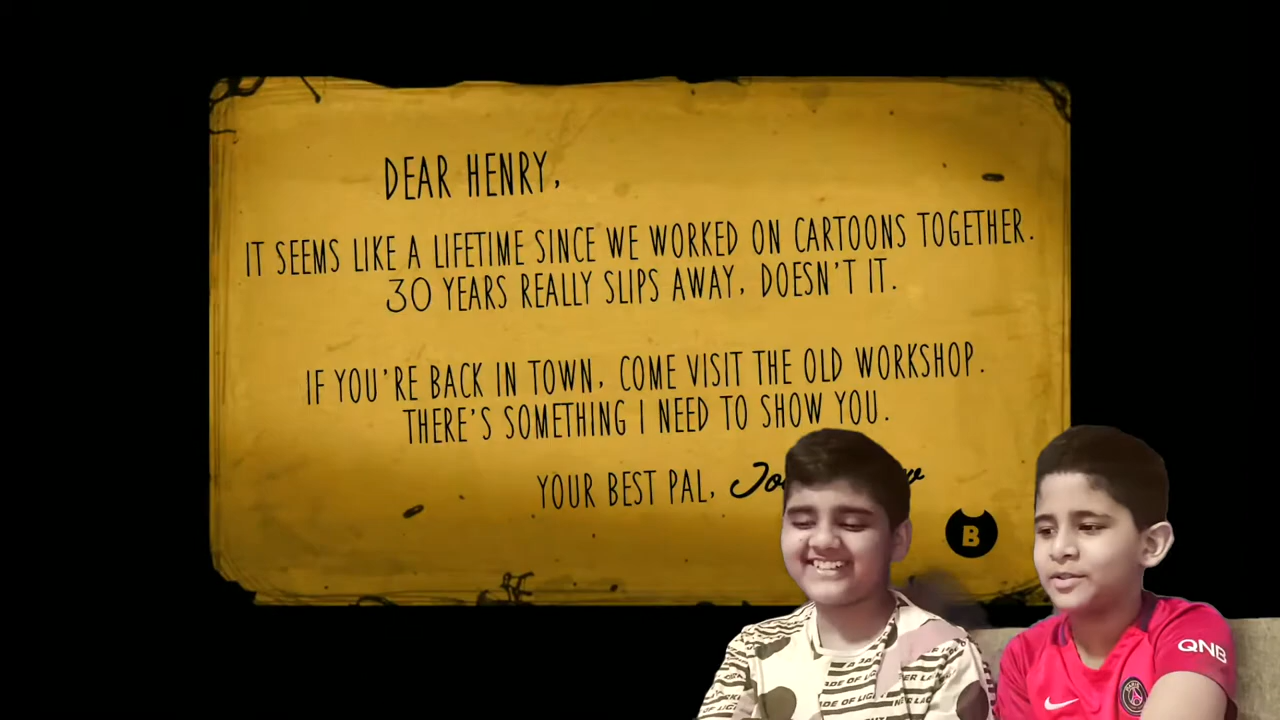 DEAR HENRY,
IT SEEMS LIKE A LIFETIME SINCE WE WORKED ON CARTOONS TOGETHER.
30 YEARS REALLY SLIPS AWAY, DOESN'T IT.
IF YOU'RE BACK IN TOWN, COME VISIT THE OLD WORKSHOP.
THERE'S SOMETHING I NEED TO SHOW YOU.
YOUR BEST PAL,
B
QNB
PARIS